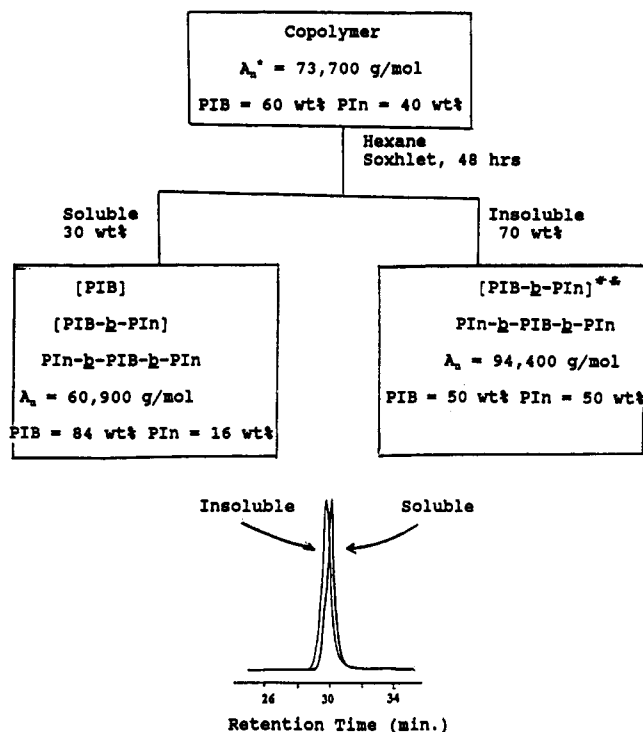 Copolymer
An* = 73,700 g/mol
PIB = 60 wt% PIn = 40 wt%
Hexane
Soxhlet, 48 hrs
Soluble
30 wt%
Insoluble
70 wt%
[PIB]
[PIB-b-PIn]
PIn-b-PIB-b-PIn
An = 60,900 g/mol
PIB = 84 wt% PIn = 16 wt%
[PIB-b-PIn]**
PIn-b-PIB-b-PIn
An = 94,400 g/mol
PIB = 50 wt% PIn = 50 wt%
Insoluble
Soluble
26 30 34
Retention Time (min.)